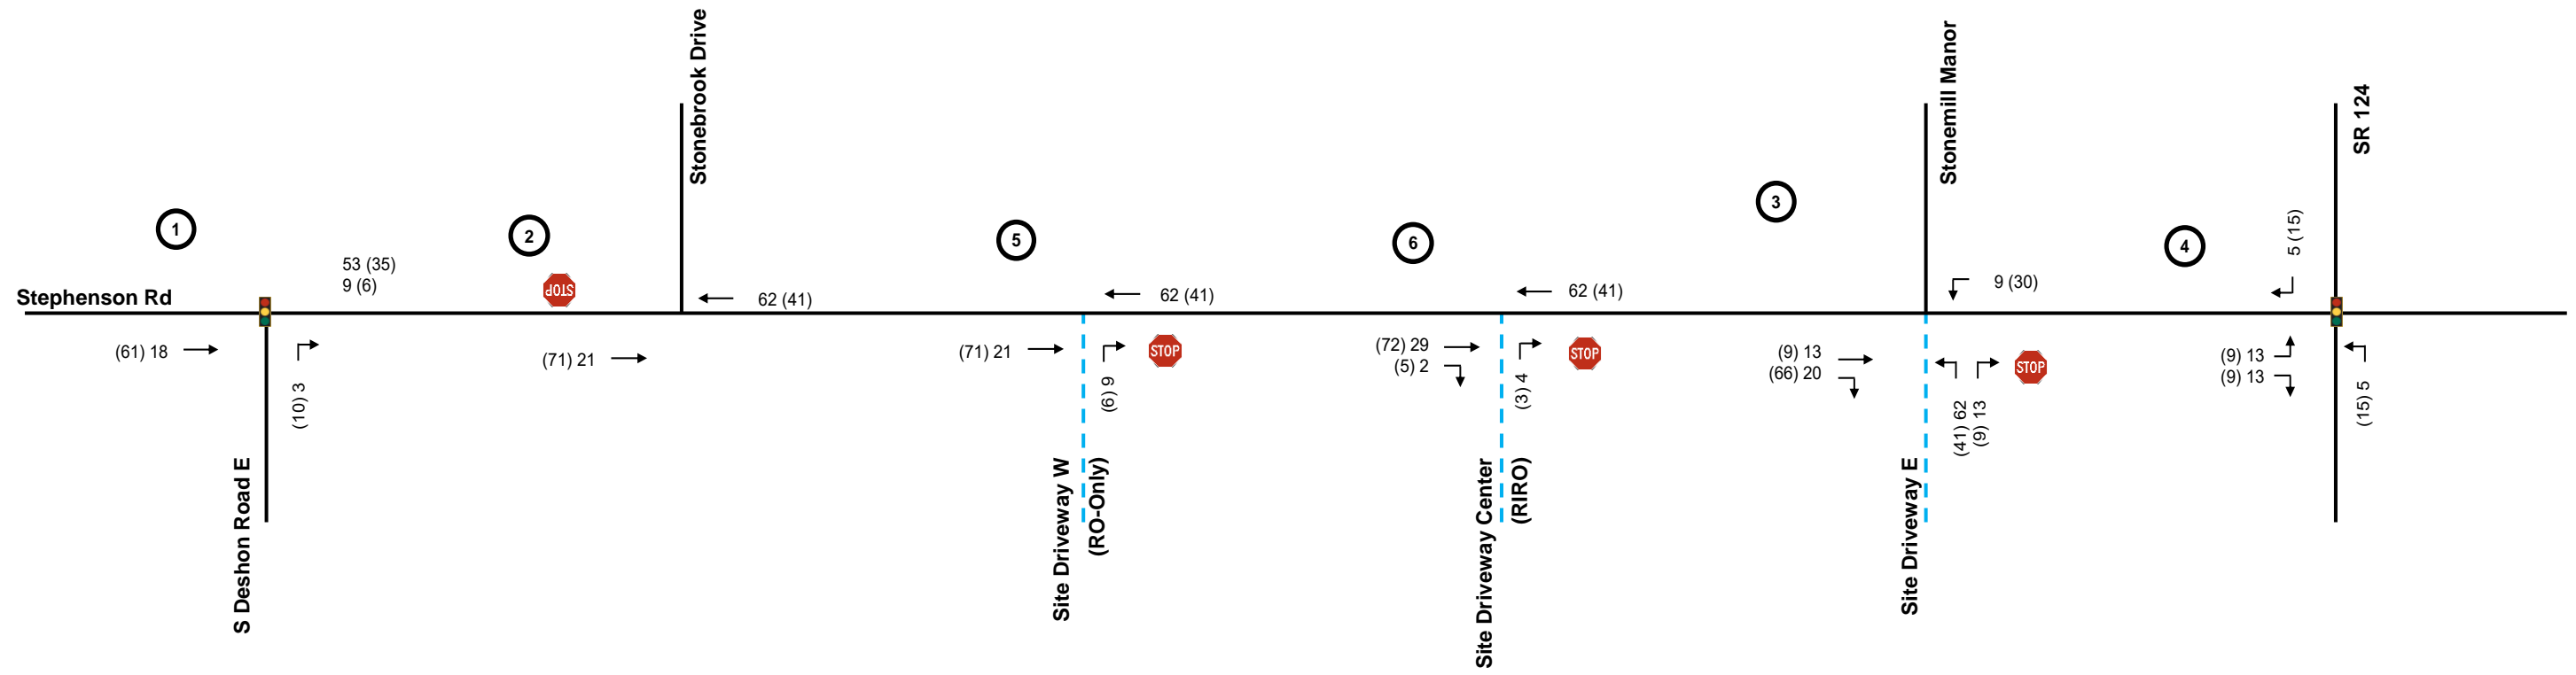 Stonebrook Drive
Stonemill Manor
SR 124
1
2
5
6
3
4
53 (35)
9 (6)
STOP
Stephenson Rd
62 (41)
62 (41)
62 (41)
9 (30)
5 (15)
(61) 18
(10) 3
(71) 21
(71) 21
(6) 9
STOP
(72) 29
(5) 2
(3) 4
STOP
(9) 13
(66) 20
(41) 62
(9) 13
STOP
(9) 13
(9) 13
(15) 5
S Deshon Road E
Site Driveway W
(RO-Only)
Site Driveway Center
(RIRO)
Site Driveway E